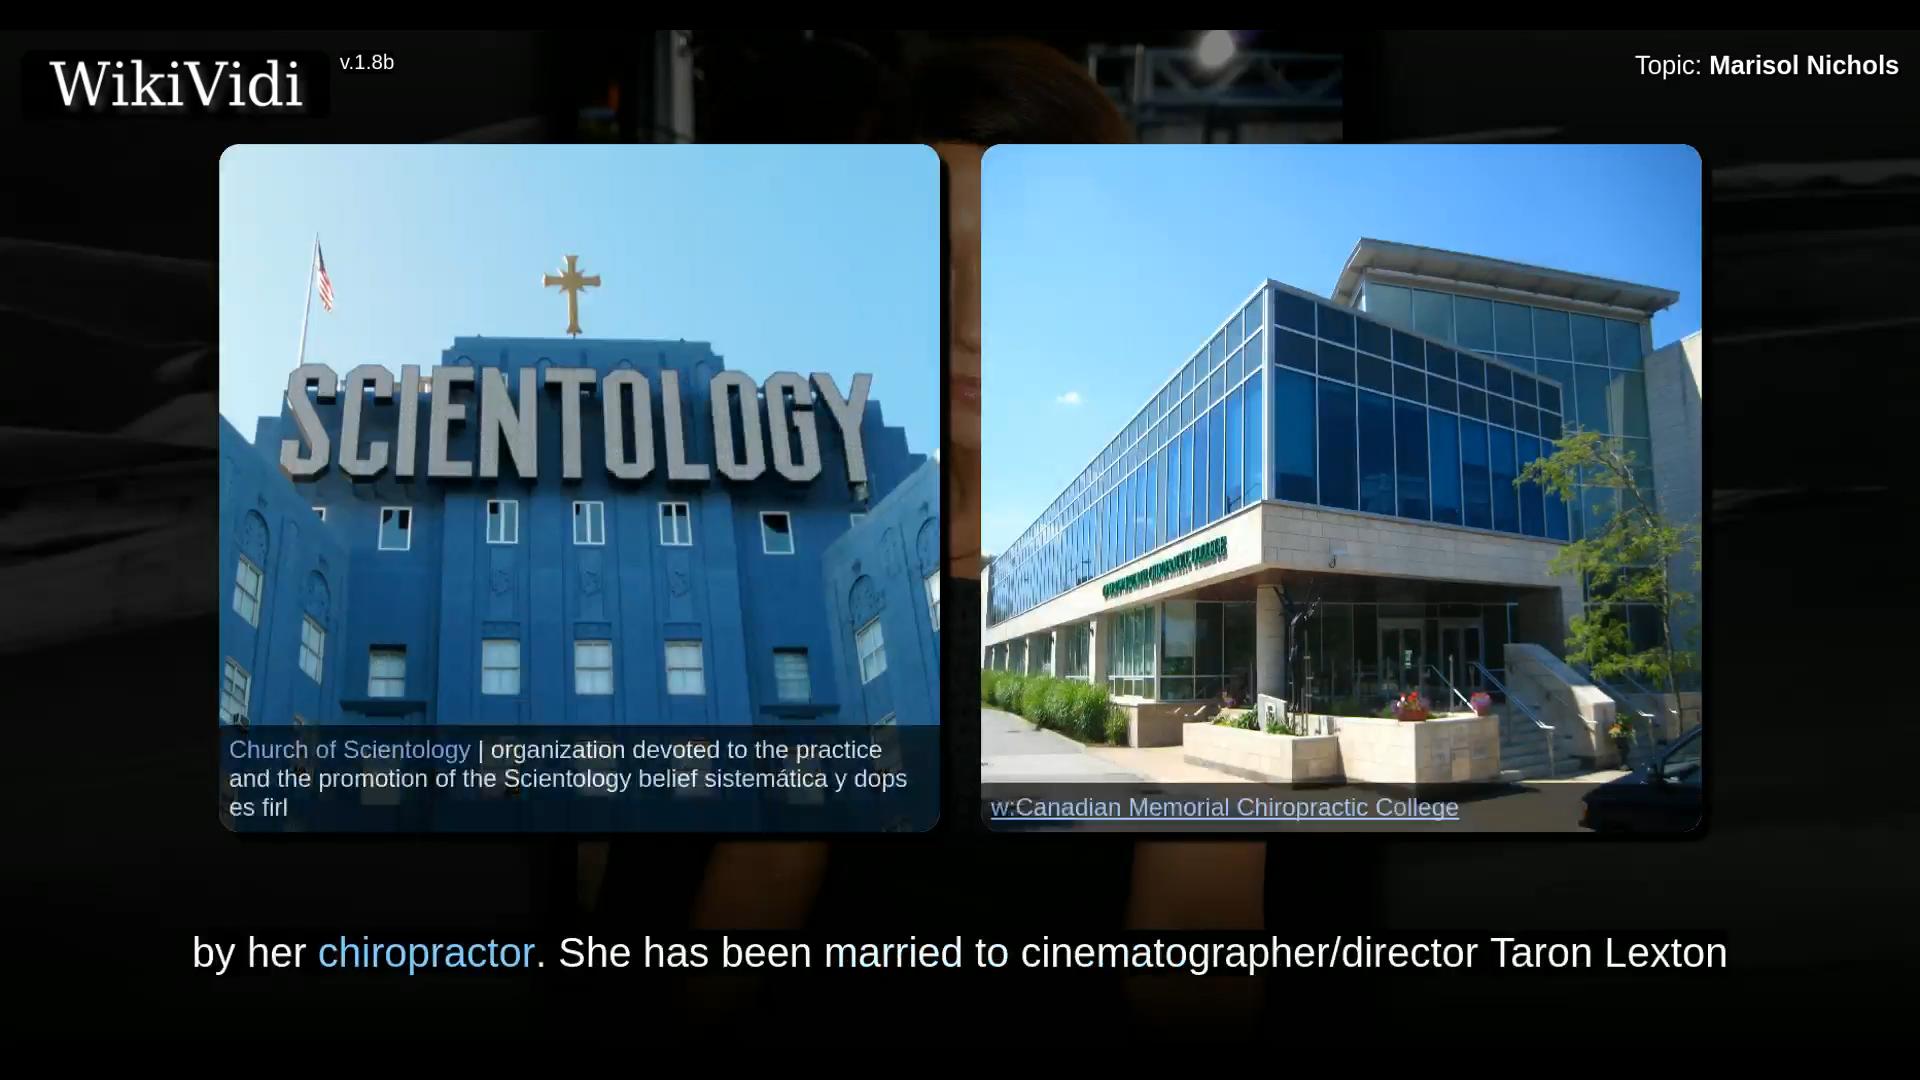 WikiVidi
v.1.8b
Topic: Marisol Nichols
SCIENTOLOGY
Church of Scientology | organization devoted to the practice
and the promotion of the Scientology belief sistemática y dops
es firl
w:Canadian Memorial Chiropractic College
by her chiropractor. She has been married to cinematographer/director Taron Lexton